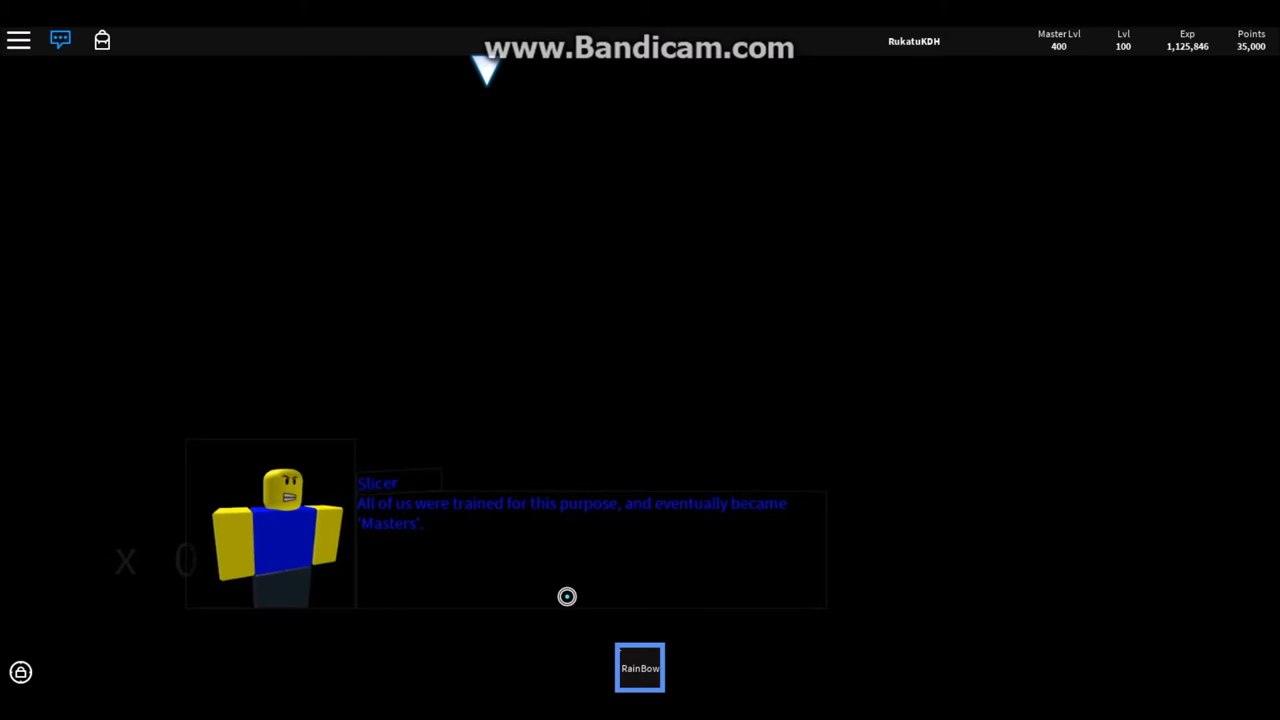 www.Bandicam.com
RukatuKDH
Master Lvl
400
Lvl
100
Exp
1,125,846
Points
35,000
Slicer
All of us were trained for this purpose, and eventually became
'Masters'.
x 0
RainBow